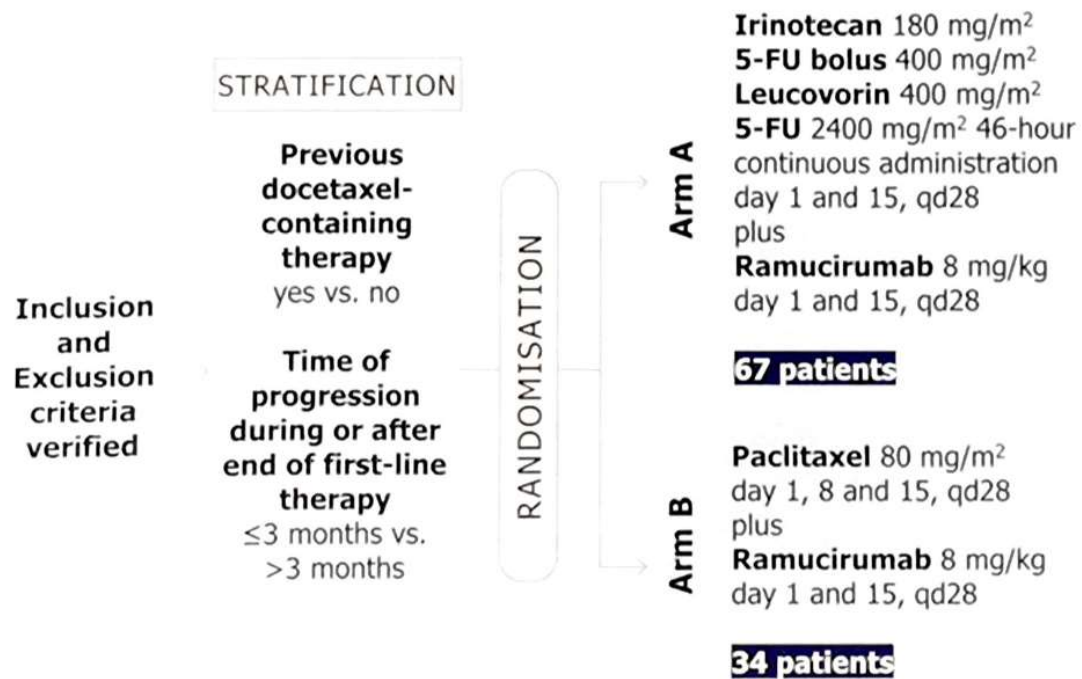 Inclusion
and
Exclusion
criteria
verified
STRATIFICATION
Previous
docetaxel-
containing
therapy
yes vs. no
Time of
progression
during or after
end of first-line
therapy
≤3 months vs.
>3 months
RANDOMISATION
Arm A
Irinotecan 180 mg/m²
5-FU bolus 400 mg/m²
Leucovorin 400 mg/m²
5-FU 2400 mg/m² 46-hour
continuous administration
day 1 and 15, qd28
plus
Ramucirumab 8 mg/kg
day 1 and 15, qd28
67 patients
Arm B
Paclitaxel 80 mg/m²
day 1, 8 and 15, qd28
plus
Ramucirumab 8 mg/kg
day 1 and 15, qd28
34 patients